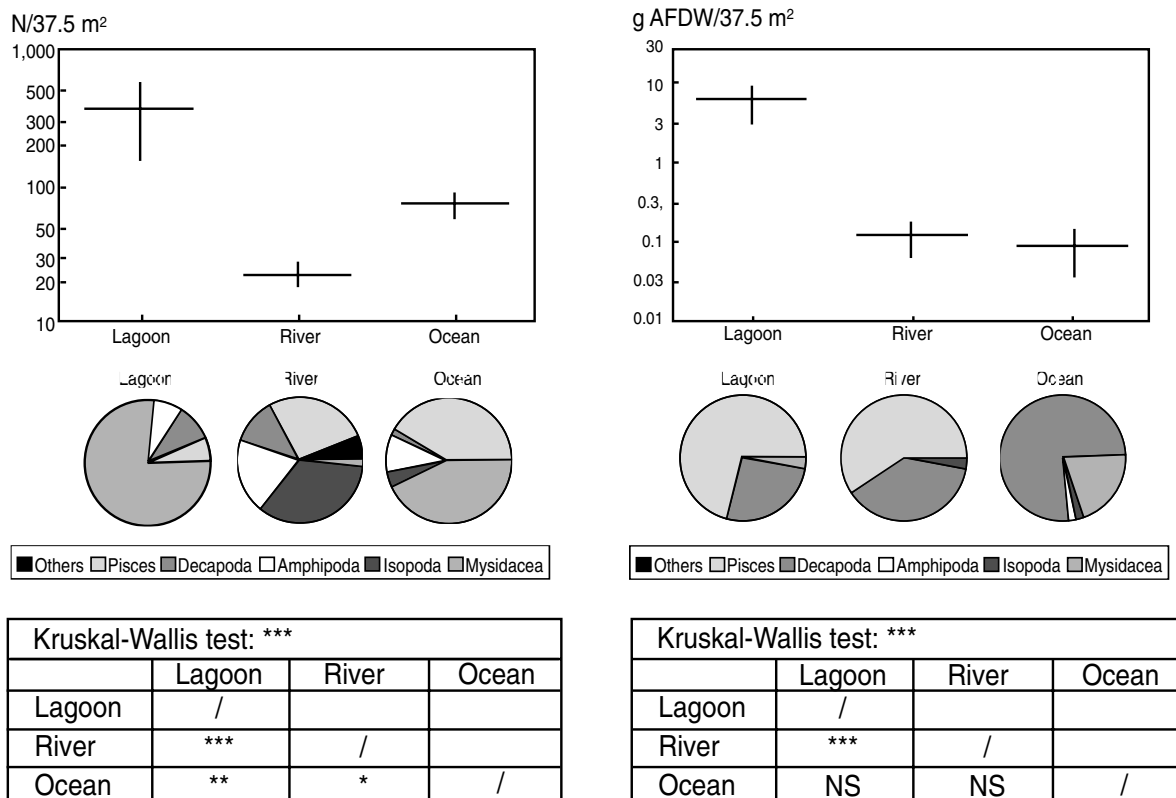 N/37.5 m²
1,000
500
300
200
100
50
30
20
10
Lagoon River Ocean
Lagoon River Ocean
Others Pisces Decapoda Amphipoda Isopoda Mysidacea
Kruskal-Wallis test: ***
Lagoon River Ocean
Lagoon /
River *** /
Ocean ** * /
g AFDW/37.5 m²
30
10
3
1
0.3,
0.1
0.03
0.01
Lagoon River Ocean
Lagoon River Ocean
Others Pisces Decapoda Amphipoda Isopoda Mysidacea
Kruskal-Wallis test: ***
Lagoon River Ocean
Lagoon /
River *** /
Ocean NS NS /